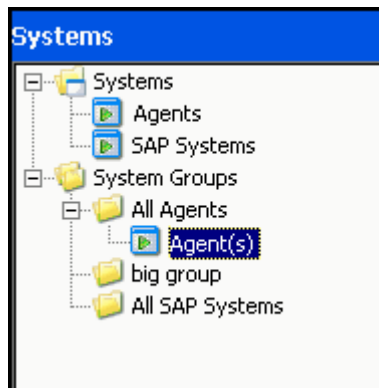 Systems
Systems
Agents
SAP Systems
System Groups
All Agents
Agent(s)
big group
All SAP Systems